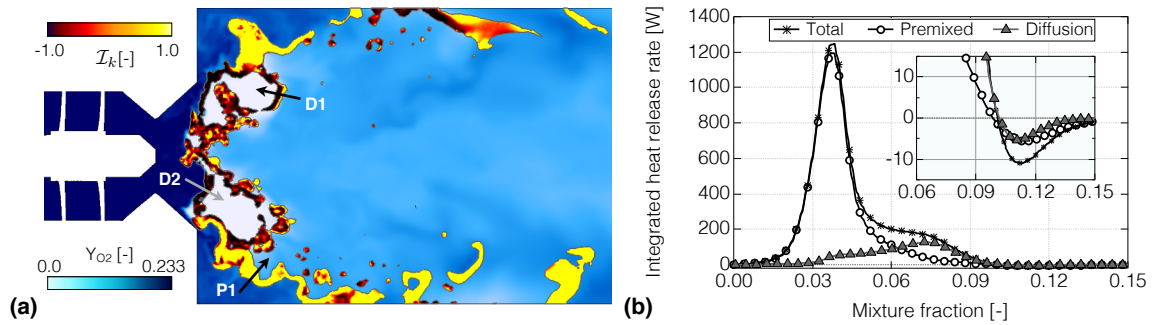 -1.0 1.0
I_k [-]
D1
D2
P1
Y_O2 [-]
0.0 0.233
(a)
Integrated heat release rate [W]
1400
1200
1000
800
600
400
200
0
Total Premixed Diffusion
10
0
-10
0.06 0.09 0.12 0.15
0.00 0.03 0.06 0.09 0.12 0.15
Mixture fraction [-]
(b)